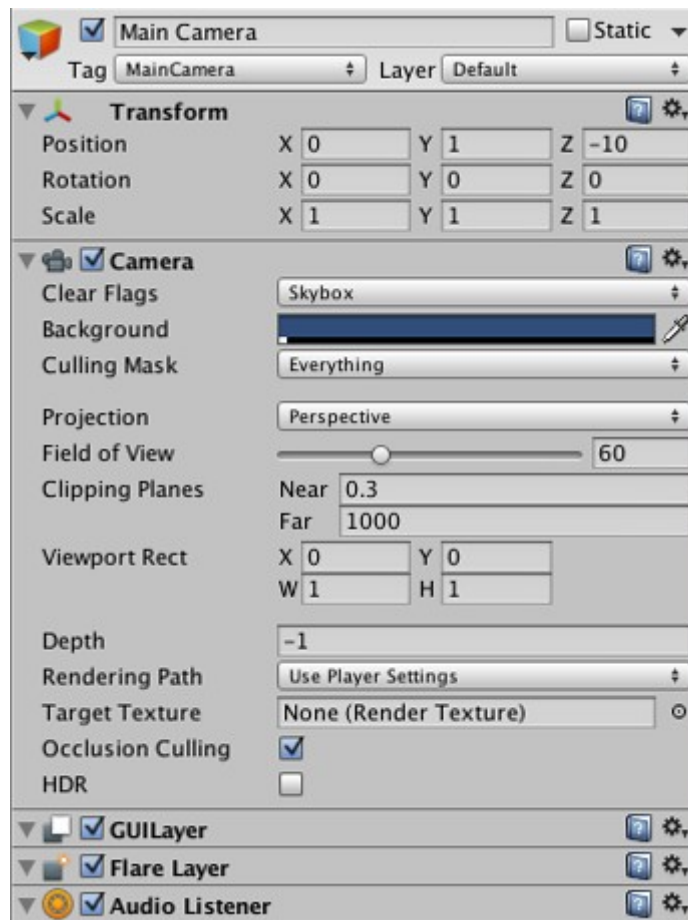 Main Camera Static
Tag MainCamera Layer Default
Transform
Position X 0 Y 1 Z -10
Rotation X 0 Y 0 Z 0
Scale X 1 Y 1 Z 1
Camera
Clear Flags Skybox
Background
Culling Mask Everything
Projection Perspective
Field of View 60
Clipping Planes Near 0.3
Far 1000
Viewport Rect X 0 Y 0
W 1 H 1
Depth -1
Rendering Path Use Player Settings
Target Texture None (Render Texture)
Occlusion Culling
HDR
GUILayer
Flare Layer
Audio Listener